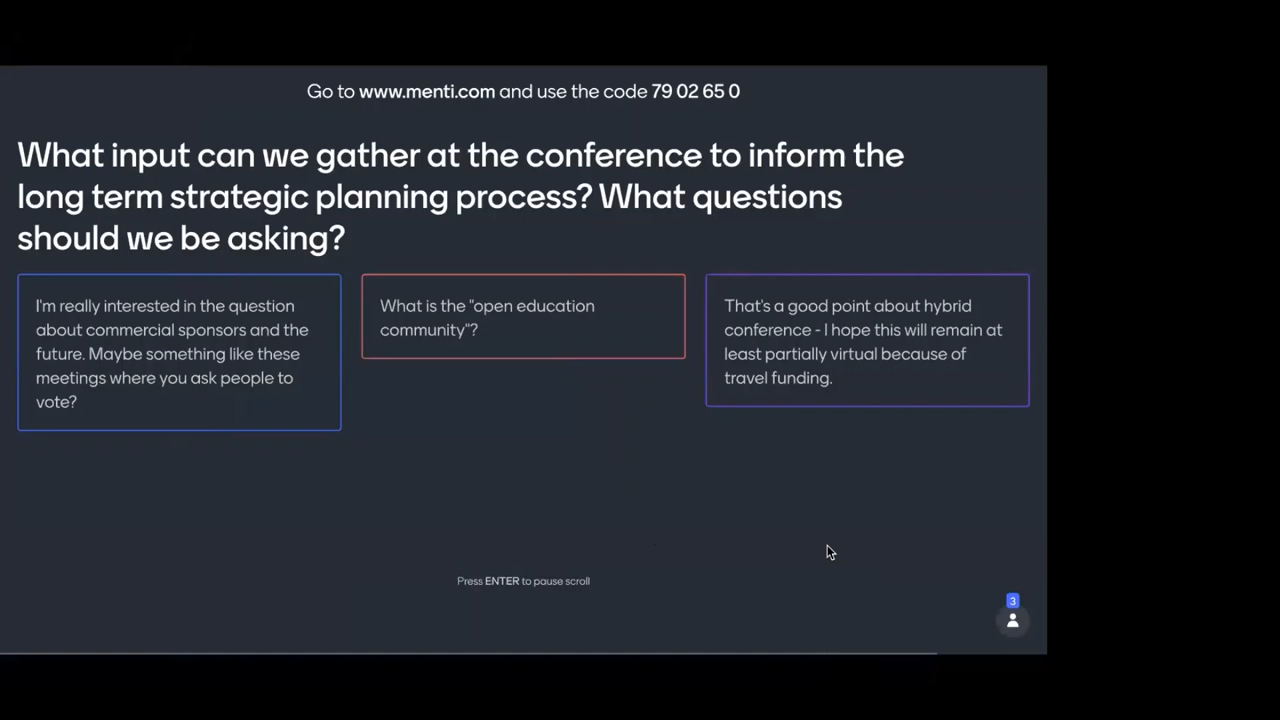 Go to www.menti.com and use the code 79 02 65 0
What input can we gather at the conference to inform the
long term strategic planning process? What questions
should we be asking?
I'm really interested in the question
about commercial sponsors and the
future. Maybe something like these
meetings where you ask people to
vote?
What is the "open education
community"?
That's a good point about hybrid
conference - I hope this will remain at
least partially virtual because of
travel funding.
Press ENTER to pause scroll
3